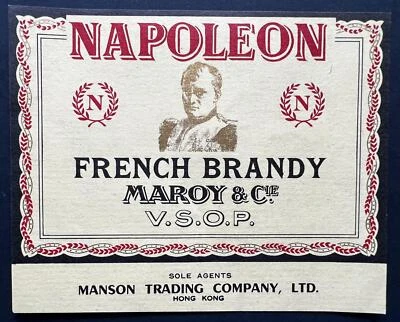 NAPOLEON
N N
FRENCH BRANDY
MAROY & CIE
V.S.O.P.
SOLE AGENTS
MANSON TRADING COMPANY, LTD.
HONG KONG